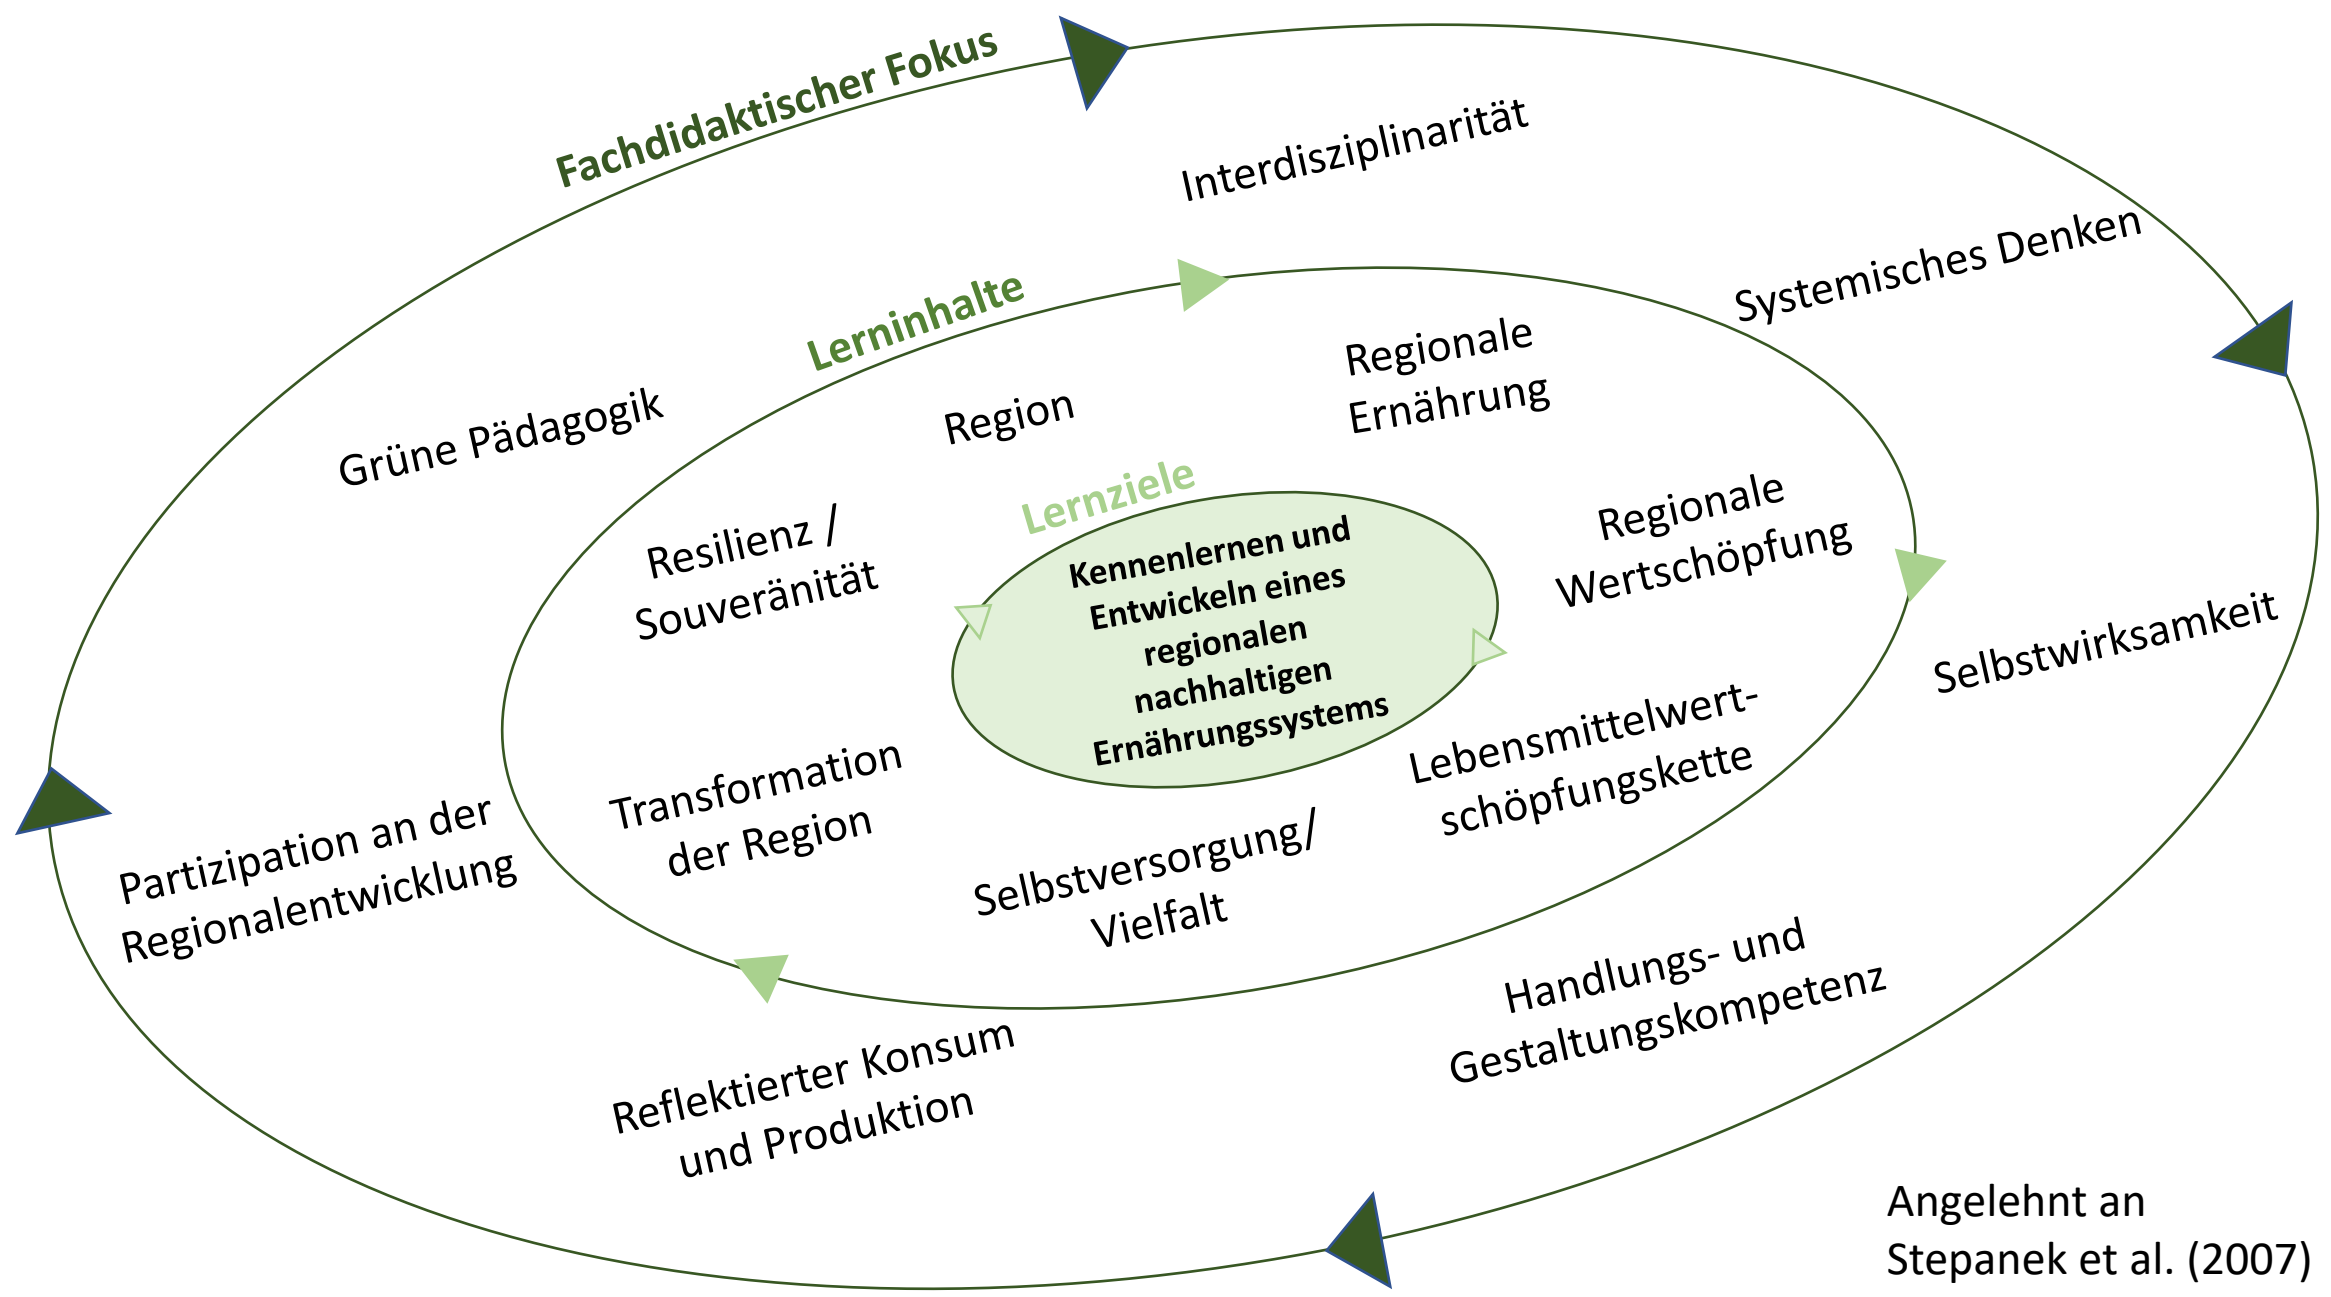 Fachdidaktischer Fokus
Interdisziplinarität
Systemisches Denken
Selbstwirksamkeit
Handlungs- und
Gestaltungskompetenz
Reflektierter Konsum
und Produktion
Partizipation an der
Regionalentwicklung
Grüne Pädagogik
Lerninhalte
Region
Regionale
Ernährung
Regionale
Wertschöpfung
Lebensmittelwert-
schöpfungskette
Selbstversorgung/
Vielfalt
Transformation
der Region
Resilienz /
Souveränität
Lernziele
Kennenlernen und
Entwickeln eines
regionalen
nachhaltigen
Ernährungssystems
Angelehnt an
Stepanek et al. (2007)